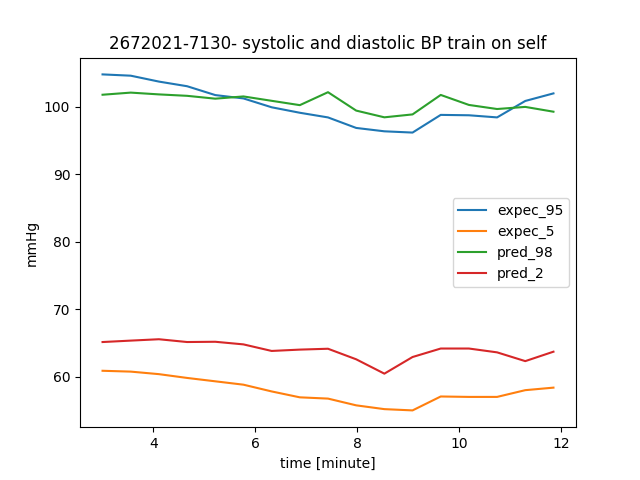 2672021-7130- systolic and diastolic BP train on self
100
90
80
70
60
mmHg
expec_95
expec_5
pred_98
pred_2
4 6 8 10 12
time [minute]